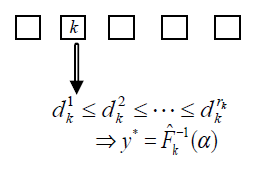 k
d_k^1 ≤ d_k^2 ≤ ⋯ ≤ d_k^{r_k}
⇒ y* = F̂_k^{-1}(α)